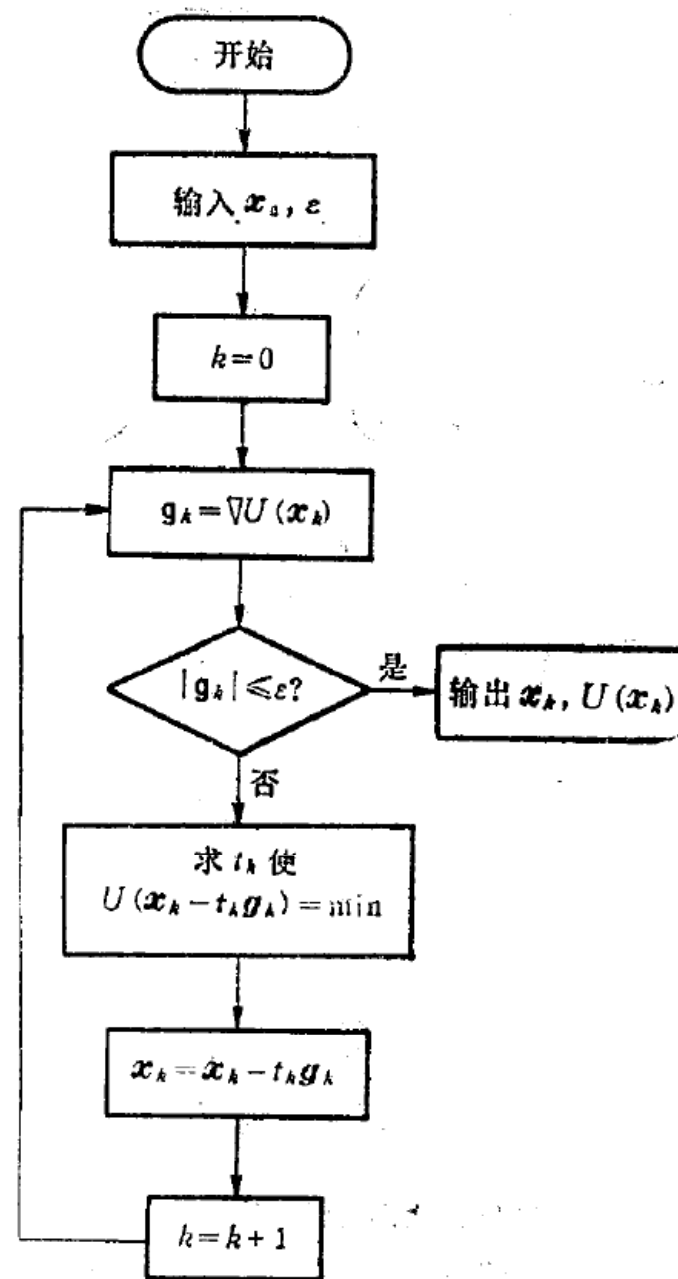 开始
输入 x₀, ε
k=0
gₖ=∇U(xₖ)
|gₖ|≤ε?
是
输出 xₖ, U(xₖ)
否
求 tₖ 使
U(xₖ-tₖgₖ)=min
xₖ=xₖ-tₖgₖ
k=k+1